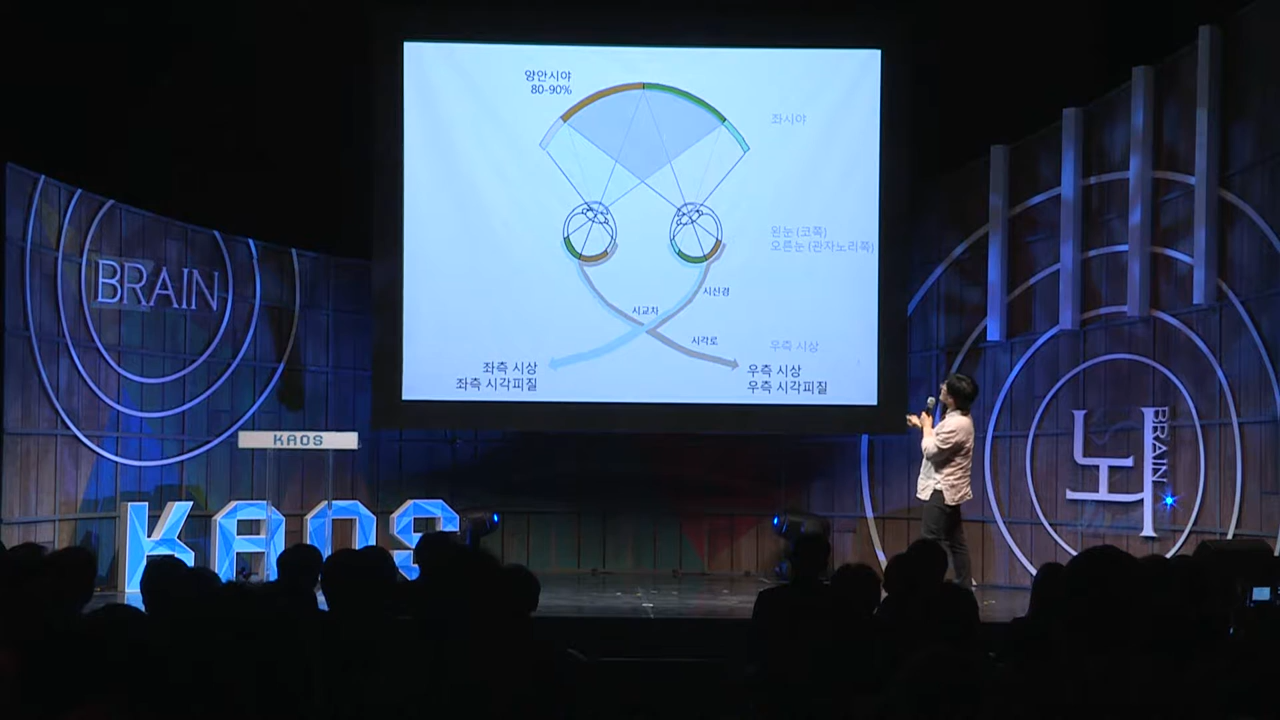 양안시야
80-90%
좌시야
왼눈 (코쪽)
오른눈 (관자노리쪽)
시신경
시교차
시각로
우측 시상
좌측 시상
좌측 시각피질
우측 시상
우측 시각피질
BRAIN
KAOS
KAOS
뇌
BRAIN